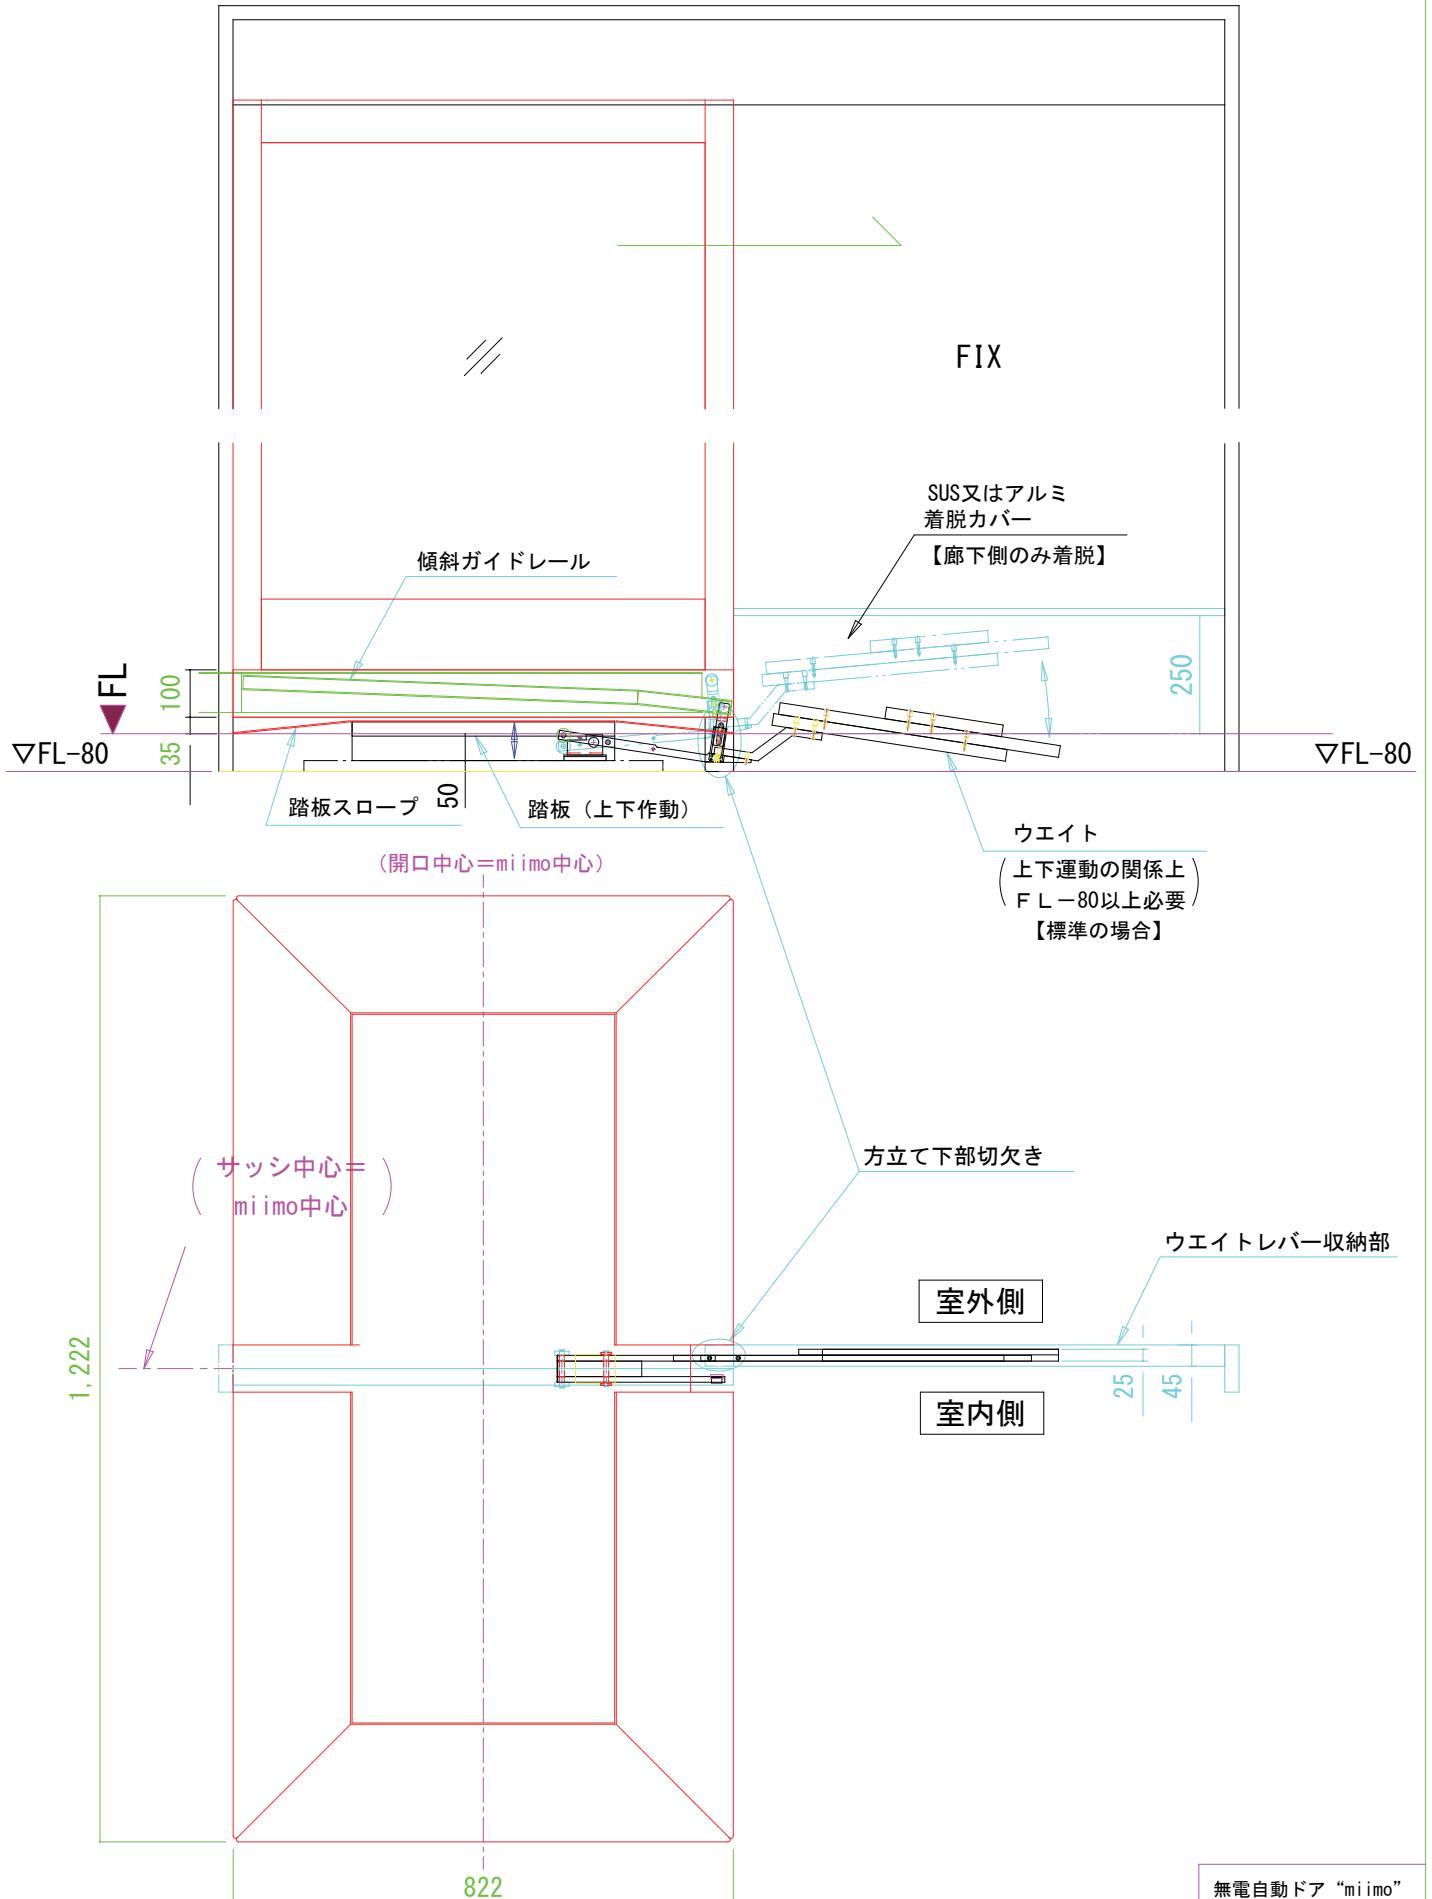 FIX
SUS又はアルミ
着脱カバー
【廊下側のみ着脱】
傾斜ガイドレール
FL
100
250
▽FL-80
35
▽FL-80
踏板スロープ
50
踏板（上下作動）
ウエイト
(上下運動の関係上
ＦＬ－80以上必要)
【標準の場合】
(開口中心＝miimo中心)
方立て下部切欠き
(サッシ中心＝
miimo中心)
ウエイトレバー収納部
室外側
1,222
25
45
室内側
822
無電自動ドア “miimo”